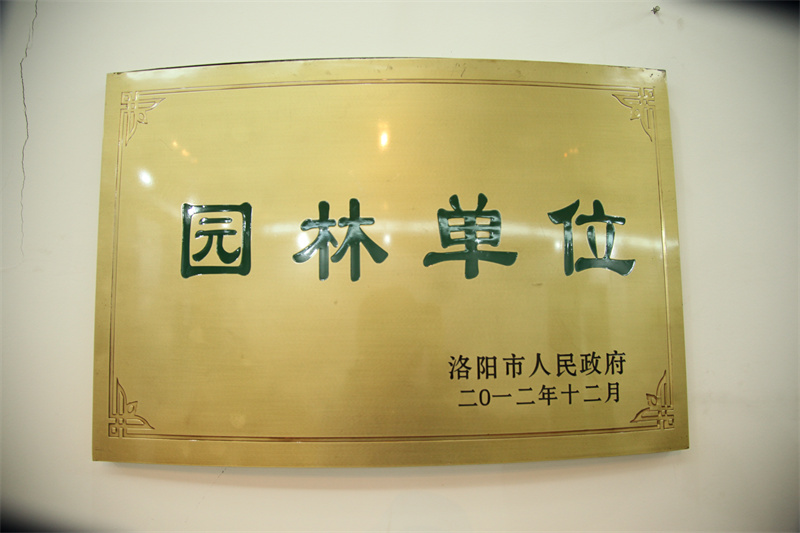 园林单位
洛阳市人民政府
二〇一二年十二月